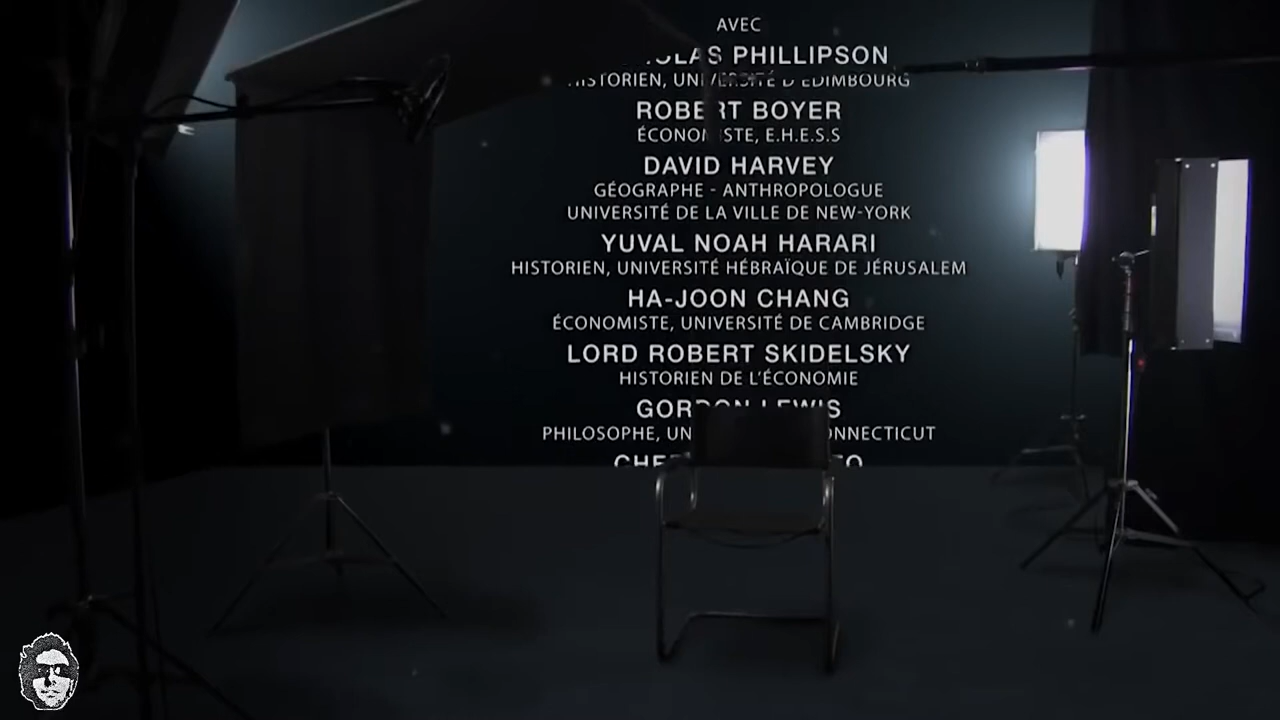 AVEC
PHILLIPSON
HISTORIEN, UNIVERSITÉ D'EDIMBOURG
ROBERT BOYER
ÉCONOMISTE, E.H.E.S.S
DAVID HARVEY
GÉOGRAPHE - ANTHROPOLOGUE
UNIVERSITÉ DE LA VILLE DE NEW-YORK
YUVAL NOAH HARARI
HISTORIEN, UNIVERSITÉ HÉBRAÏQUE DE JÉRUSALEM
HA-JOON CHANG
ÉCONOMISTE, UNIVERSITÉ DE CAMBRIDGE
LORD ROBERT SKIDELSKY
HISTORIEN DE L'ÉCONOMIE
GORDON LEWIS
PHILOSOPHE,